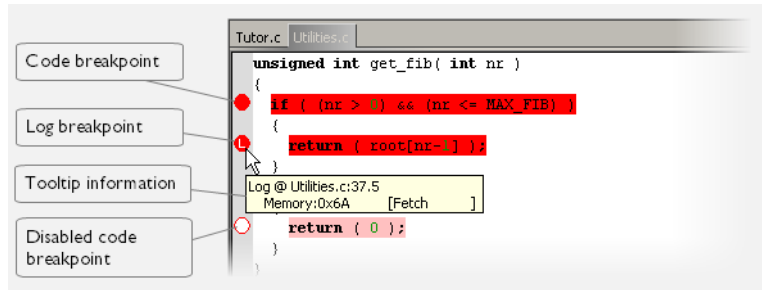 Tutor.c Utilities.c
Code breakpoint
unsigned int get_fib( int nr )
{
if ( (nr > 0) && (nr <= MAX_FIB) )
{
Log breakpoint
L
return ( root[nr-1] );
}
Tooltip information
Log @ Utilities.c:37.5
Memory:0x6A [Fetch ]
Disabled code
breakpoint
return ( 0 );
}
}